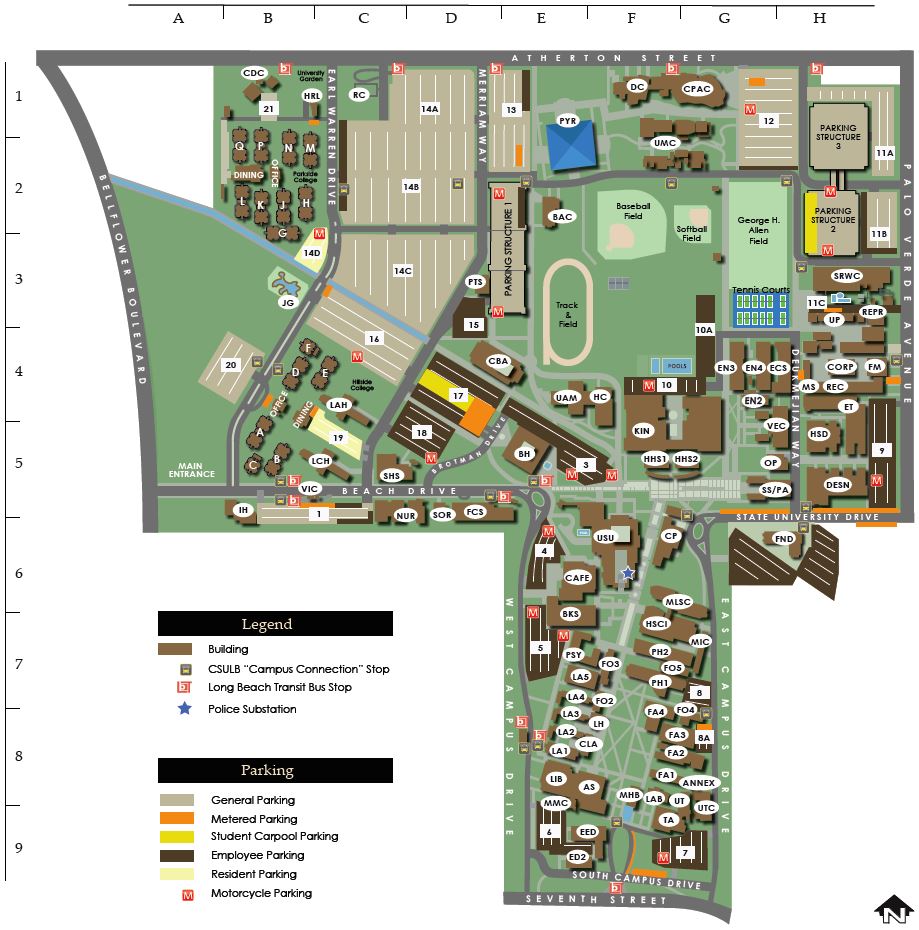 A B C D E F G H
1
2
3
4
5
6
7
8
9
ATHERTON STREET
BELLFLOWER BOULEVARD
EARL WARREN DRIVE
MERRIAM WAY
PALO VERDE AVENUE
CDC
University
Garden
HRL
21
RC
14A
13
DC
CPAC
12
PARKING
STRUCTURE
3
11A
PYR
UMC
Q P N M
DINING
OFFICE
Parkside
College
L K J H
G
14B
14D
14C
JG
PARKING STRUCTURE 1
BAC
Baseball
Field
Softball
Field
George H.
Allen
Field
PARKING
STRUCTURE
2
11B
Tennis Courts
SRWC
11C
UP
REPR
PTS
15
Track
&
Field
10A
16
20
F
D
E
Hillside
College
CBA
17
POOLS
10
EN3
EN4
ECS
DEUKMEJIAN WAY
CORP
FM
MS
REC
ET
OFFICE
DINING
LAH
A
B
C
19
LCH
18
UAM
HC
KIN
EN2
VEC
HSD
9
BROTMAN DRIVE
BH
3
HHS1
HHS2
OP
SS/PA
DESN
SHS
MAIN
ENTRANCE
VIC
BEACH DRIVE
IH
1
NUR
SOR
FCS
STATE UNIVERSITY DRIVE
4
USU
CP
FND
CAFE
BKS
MLSC
HSCI
WEST CAMPUS DRIVE
EAST CAMPUS DRIVE
5
PSY
FO3
PH2
MIC
FO5
LA5
PH1
8
LA4
FO2
LA3
LH
FA4
FO4
LA2
CLA
FA3
8A
LA1
FA2
LIB
AS
FA1
ANNEX
MMC
MHB
LAB
UT
UTC
6
EED
TA
ED2
7
SOUTH CAMPUS DRIVE
SEVENTH STREET
Legend
Building
CSULB "Campus Connection" Stop
Long Beach Transit Bus Stop
Police Substation
Parking
General Parking
Metered Parking
Student Carpool Parking
Employee Parking
Resident Parking
Motorcycle Parking
N